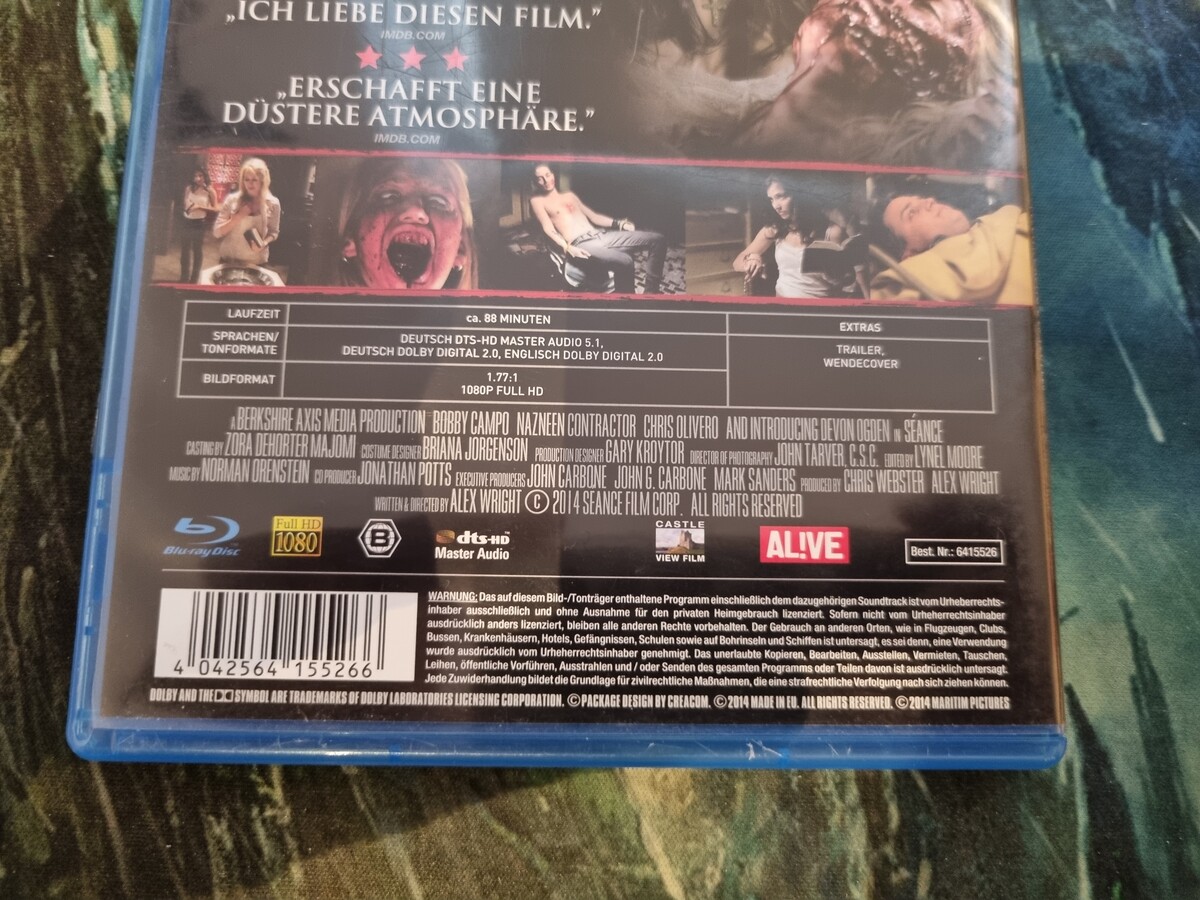 „ICH LIEBE DIESEN FILM.”
IMDB.COM
„ERSCHAFFT EINE
DÜSTERE ATMOSPHÄRE.”
IMDB.COM
LAUFZEIT
ca. 88 MINUTEN
SPRACHEN/
TONFORMATE
DEUTSCH DTS-HD MASTER AUDIO 5.1,
DEUTSCH DOLBY DIGITAL 2.0, ENGLISCH DOLBY DIGITAL 2.0
BILDFORMAT
1.77:1
1080P FULL HD
EXTRAS
TRAILER,
WENDECOVER
A BERKSHIRE AXIS MEDIA PRODUCTION BOBBY CAMPO NAZNEEN CONTRACTOR CHRIS OLIVERO AND INTRODUCING DEVON OGDEN IN SÉANCE
CASTING BY ZORA DEHORTER MAJOMI COSTUME DESIGNER BRIANA JORGENSON PRODUCTION DESIGNER GARY KROYTOR DIRECTOR OF PHOTOGRAPHY JOHN TARVER, C.S.C. EDITED BY LYNEL MOORE
MUSIC BY NORMAN ORENSTEIN CO PRODUCER JONATHAN POTTS EXECUTIVE PRODUCERS JOHN CARBONE JOHN G. CARBONE MARK SANDERS PRODUCED BY CHRIS WEBSTER ALEX WRIGHT
WRITTEN & DIRECTED BY ALEX WRIGHT © 2014 SEANCE FILM CORP. ALL RIGHTS RESERVED
Blu-ray Disc
Full HD
1080
B
dts-HD
Master Audio
CASTLE
VIEW FILM
AL!VE
Best. Nr.: 6415526
4 042564 155266
WARNUNG: Das auf diesem Bild-/Tonträger enthaltene Programm einschließlich dem dazugehörigen Soundtrack ist vom Urheberrechts-
inhaber ausschließlich und ohne Ausnahme für den privaten Heimgebrauch lizenziert. Sofern nicht vom Urheberrechtsinhaber
ausdrücklich anders lizenziert, bleiben alle anderen Rechte vorbehalten. Der Gebrauch an anderen Orten, wie in Flugzeugen, Clubs,
Bussen, Krankenhäusern, Hotels, Gefängnissen, Schulen sowie auf Bohrinseln und Schiffen ist untersagt, es sei denn, eine Verwendung
wurde ausdrücklich vom Urheberrechtsinhaber genehmigt. Das unerlaubte Kopieren, Bearbeiten, Ausstellen, Vermieten, Tauschen,
Leihen, öffentliche Vorführen, Ausstrahlen und / oder Senden des gesamten Programms oder Teilen davon ist ausdrücklich untersagt.
Jede Zuwiderhandlung bildet die Grundlage für zivilrechtliche Maßnahmen, die eine strafrechtliche Verfolgung nach sich ziehen können.
DOLBY AND THE SYMBOL ARE TRADEMARKS OF DOLBY LABORATORIES LICENSING CORPORATION. ©PACKAGE DESIGN BY CREACOM. ©2014 MADE IN EU. ALL RIGHTS RESERVED. ©2014 MARITIM PICTURES